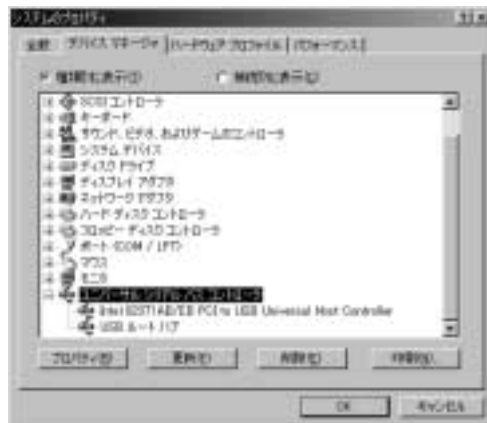 システムのプロパティ
全般 デバイス マネージャ ハードウェア プロファイル パフォーマンス
種類別に表示(T) 接続別に表示(C)
SCSI コントローラ
キーボード
サウンド、ビデオ、およびゲームのコントローラ
システム デバイス
ディスク ドライブ
ディスプレイ アダプタ
ネットワーク アダプタ
ハード ディスク コントローラ
フロッピー ディスク コントローラ
ポート (COM / LPT)
マウス
モニタ
ユニバーサル シリアル バス コントローラ
Intel 82371AB/EB PCI to USB Universal Host Controller
USB ルート ハブ
プロパティ(R) 更新(F) 削除(E) 印刷(N)...
OK キャンセル